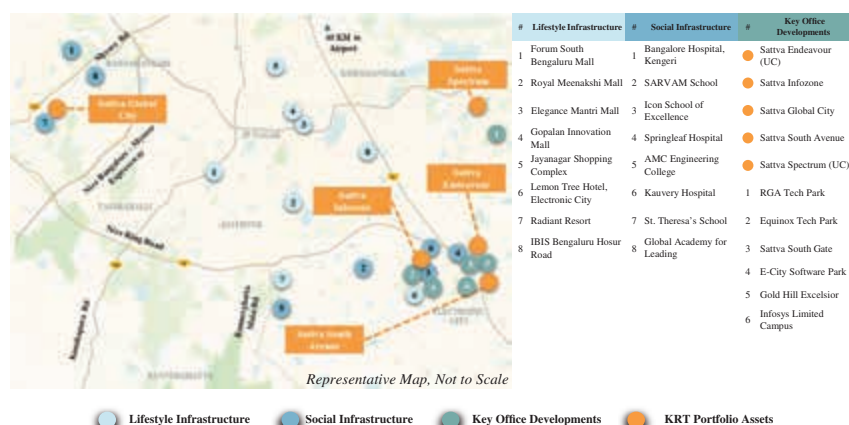 Sattva Global
City
Sattva
Spectrum
Sattva
Endeavour
Sattva
Infozone
Sattva South
Avenue
Nice Ring Road
Representative Map, Not to Scale
# Lifestyle Infrastructure # Social Infrastructure # Key Office Developments
1 Forum South Bengaluru Mall 1 Bangalore Hospital, Kengeri Sattva Endeavour (UC)
2 Royal Meenakshi Mall 2 SARVAM School Sattva Infozone
3 Elegance Mantri Mall 3 Icon School of Excellence Sattva Global City
4 Gopalan Innovation Mall 4 Springleaf Hospital Sattva South Avenue
5 Jayanagar Shopping Complex 5 AMC Engineering College Sattva Spectrum (UC)
6 Lemon Tree Hotel, Electronic City 6 Kauvery Hospital 1 RGA Tech Park
7 Radiant Resort 7 St. Theresa's School 2 Equinox Tech Park
8 IBIS Bengaluru Hosur Road 8 Global Academy for Leading 3 Sattva South Gate
4 E-City Software Park
5 Gold Hill Excelsior
6 Infosys Limited Campus
Lifestyle Infrastructure Social Infrastructure Key Office Developments KRT Portfolio Assets